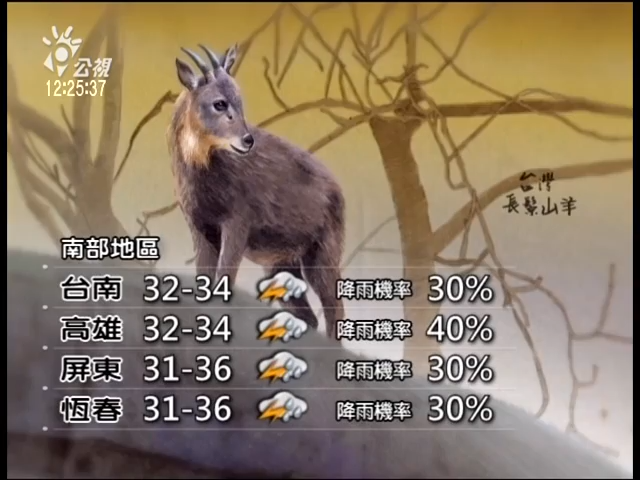 公視
12:25:37
台灣
長鬃山羊
南部地區
台南 32-34 降雨機率 30%
高雄 32-34 降雨機率 40%
屏東 31-36 降雨機率 30%
恆春 31-36 降雨機率 30%